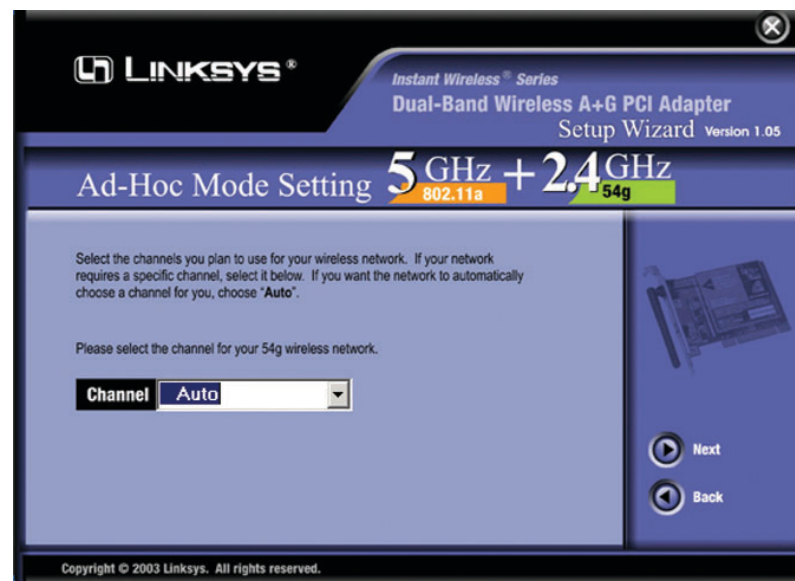 LINKSYS®
Instant Wireless® Series
Dual-Band Wireless A+G PCI Adapter
Setup Wizard Version 1.05
Ad-Hoc Mode Setting 5 GHz 802.11a + 2.4 GHz 54g
Select the channels you plan to use for your wireless network. If your network
requires a specific channel, select it below. If you want the network to automatically
choose a channel for you, choose "Auto".
Please select the channel for your 54g wireless network.
Channel Auto
Next
Back
Copyright © 2003 Linksys. All rights reserved.